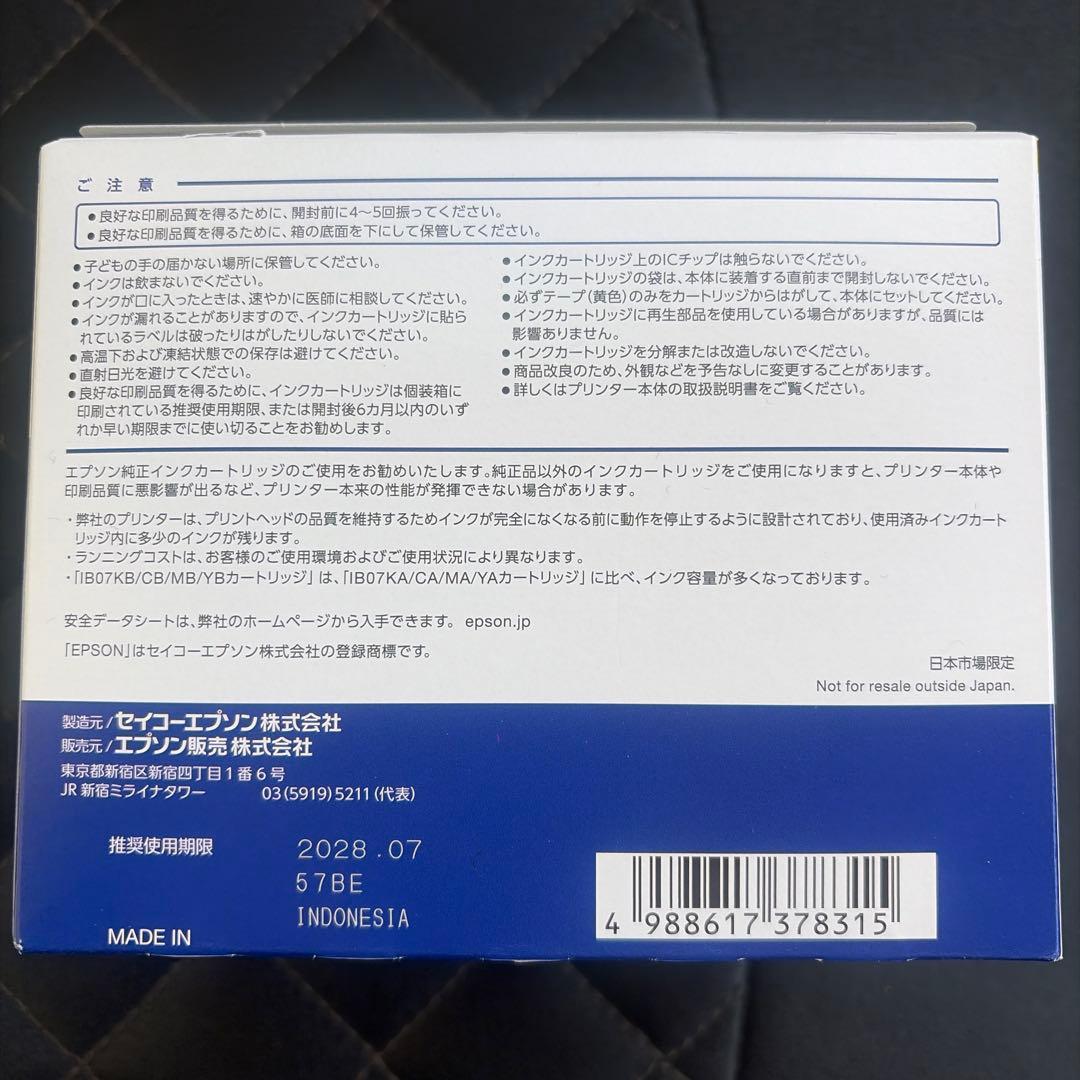 ご注意
●良好な印刷品質を得るために、開封前に4～5回振ってください。
●良好な印刷品質を得るために、箱の底面を下にして保管してください。
●子どもの手の届かない場所に保管してください。
●インクは飲まないでください。
●インクが口に入ったときは、速やかに医師に相談してください。
●インクが漏れることがありますので、インクカートリッジに貼ら
れているラベルは破ったりはがしたりしないでください。
●高温下および凍結状態での保存は避けてください。
●直射日光を避けてください。
●良好な印刷品質を得るために、インクカートリッジは個装箱に
印刷されている推奨使用期限、または開封後6カ月以内のいず
れか早い期限までに使い切ることをお勧めします。
●インクカートリッジ上のICチップは触らないでください。
●インクカートリッジの袋は、本体に装着する直前まで開封しないでください。
●必ずテープ(黄色)のみをカートリッジからはがして、本体にセットしてください。
●インクカートリッジに再生部品を使用している場合がありますが、品質には
影響ありません。
●インクカートリッジを分解または改造しないでください。
●商品改良のため、外観などを予告なしに変更することがあります。
●詳しくはプリンター本体の取扱説明書をご覧ください。
エプソン純正インクカートリッジのご使用をお勧めいたします。純正品以外のインクカートリッジをご使用になりますと、プリンター本体や
印刷品質に悪影響が出るなど、プリンター本来の性能が発揮できない場合があります。
・弊社のプリンターは、プリントヘッドの品質を維持するためインクが完全になくなる前に動作を停止するように設計されており、使用済みインクカート
リッジ内に多少のインクが残ります。
・ランニングコストは、お客様のご使用環境およびご使用状況により異なります。
・「IB07KB/CB/MB/YBカートリッジ」は、「IB07KA/CA/MA/YAカートリッジ」に比べ、インク容量が多くなっております。
安全データシートは、弊社のホームページから入手できます。 epson.jp
「EPSON」はセイコーエプソン株式会社の登録商標です。
日本市場限定
Not for resale outside Japan.
製造元/セイコーエプソン株式会社
販売元/エプソン販売株式会社
東京都新宿区新宿四丁目1番6号
JR新宿ミライナタワー 03(5919)5211(代表)
推奨使用期限 2028.07
57BE
INDONESIA
MADE IN
4 988617 378315